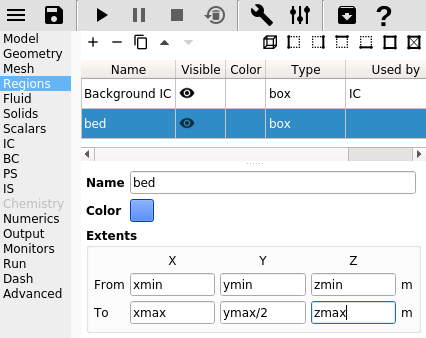 Model
Geometry
Mesh
Regions
Fluid
Solids
Scalars
IC
BC
PS
IS
Chemistry
Numerics
Output
Monitors
Run
Dash
Advanced
Name Visible Color Type Used by
Background IC box IC
bed box
Name bed
Color
Extents
X Y Z
From xmin ymin zmin m
To xmax ymax/2 zmax m